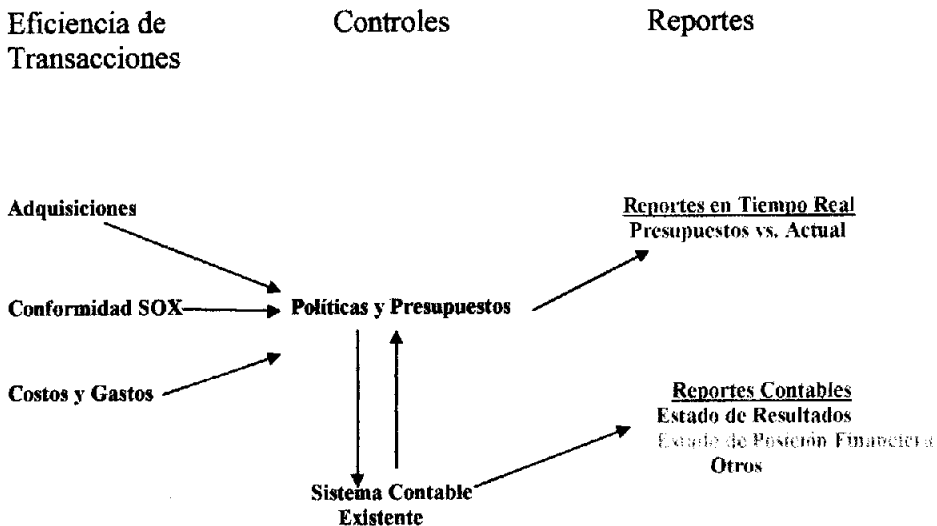 Eficiencia de
Transacciones
Controles
Reportes
Adquisiciones
Conformidad SOX
Costos y Gastos
Políticas y Presupuestos
Sistema Contable
Existente
Reportes en Tiempo Real
Presupuestos vs. Actual
Reportes Contables
Estado de Resultados
Estado de Posición Financiera
Otros